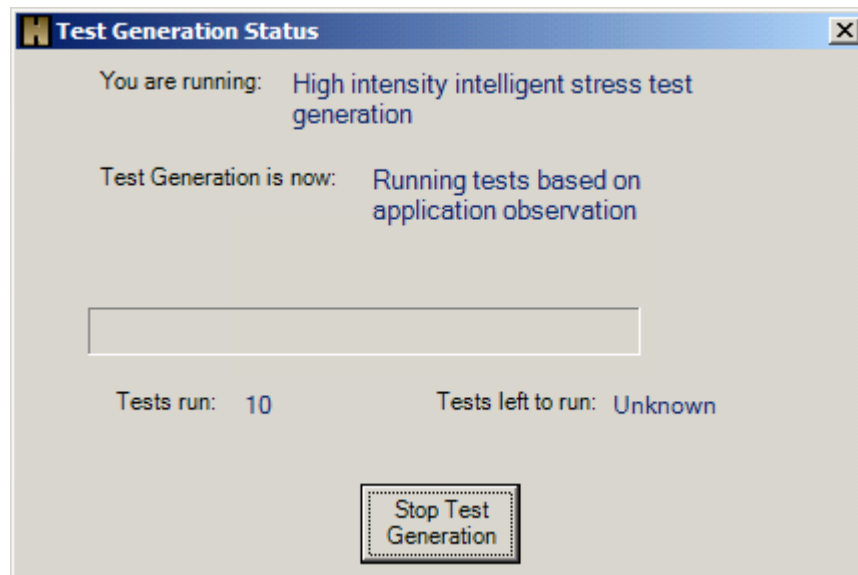 Test Generation Status
You are running: High intensity intelligent stress test
generation
Test Generation is now: Running tests based on
application observation
Tests run: 10 Tests left to run: Unknown
Stop Test
Generation